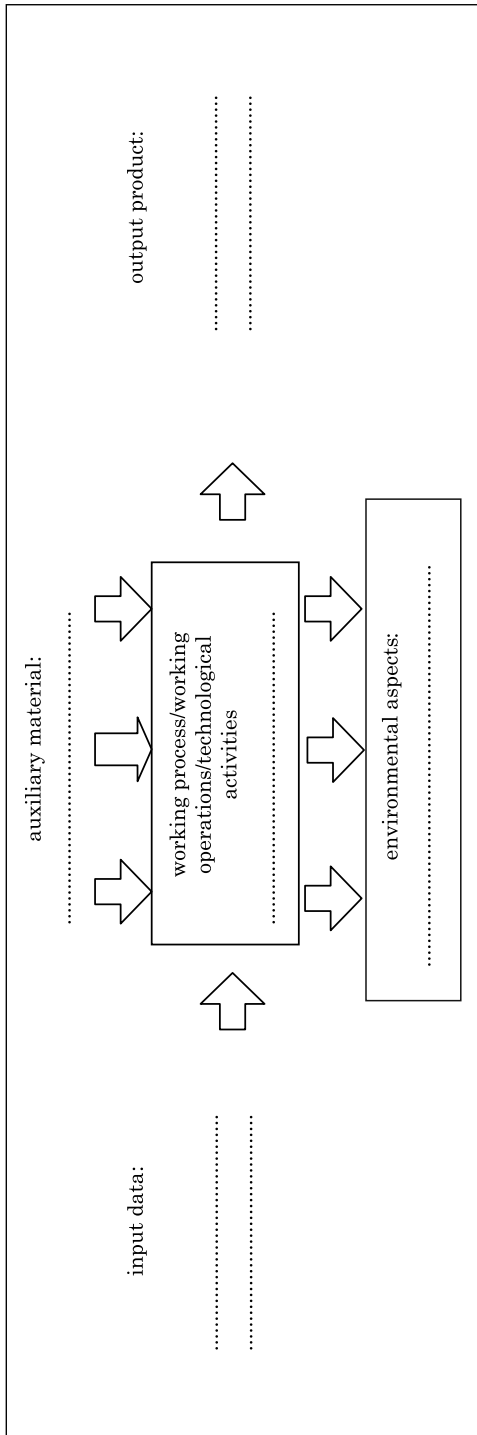 auxiliary material:
................................................
input data:
....................................
....................................
working process/working
operations/technological
activities
................................................
output product:
....................................
....................................
environmental aspects:
.............................................................